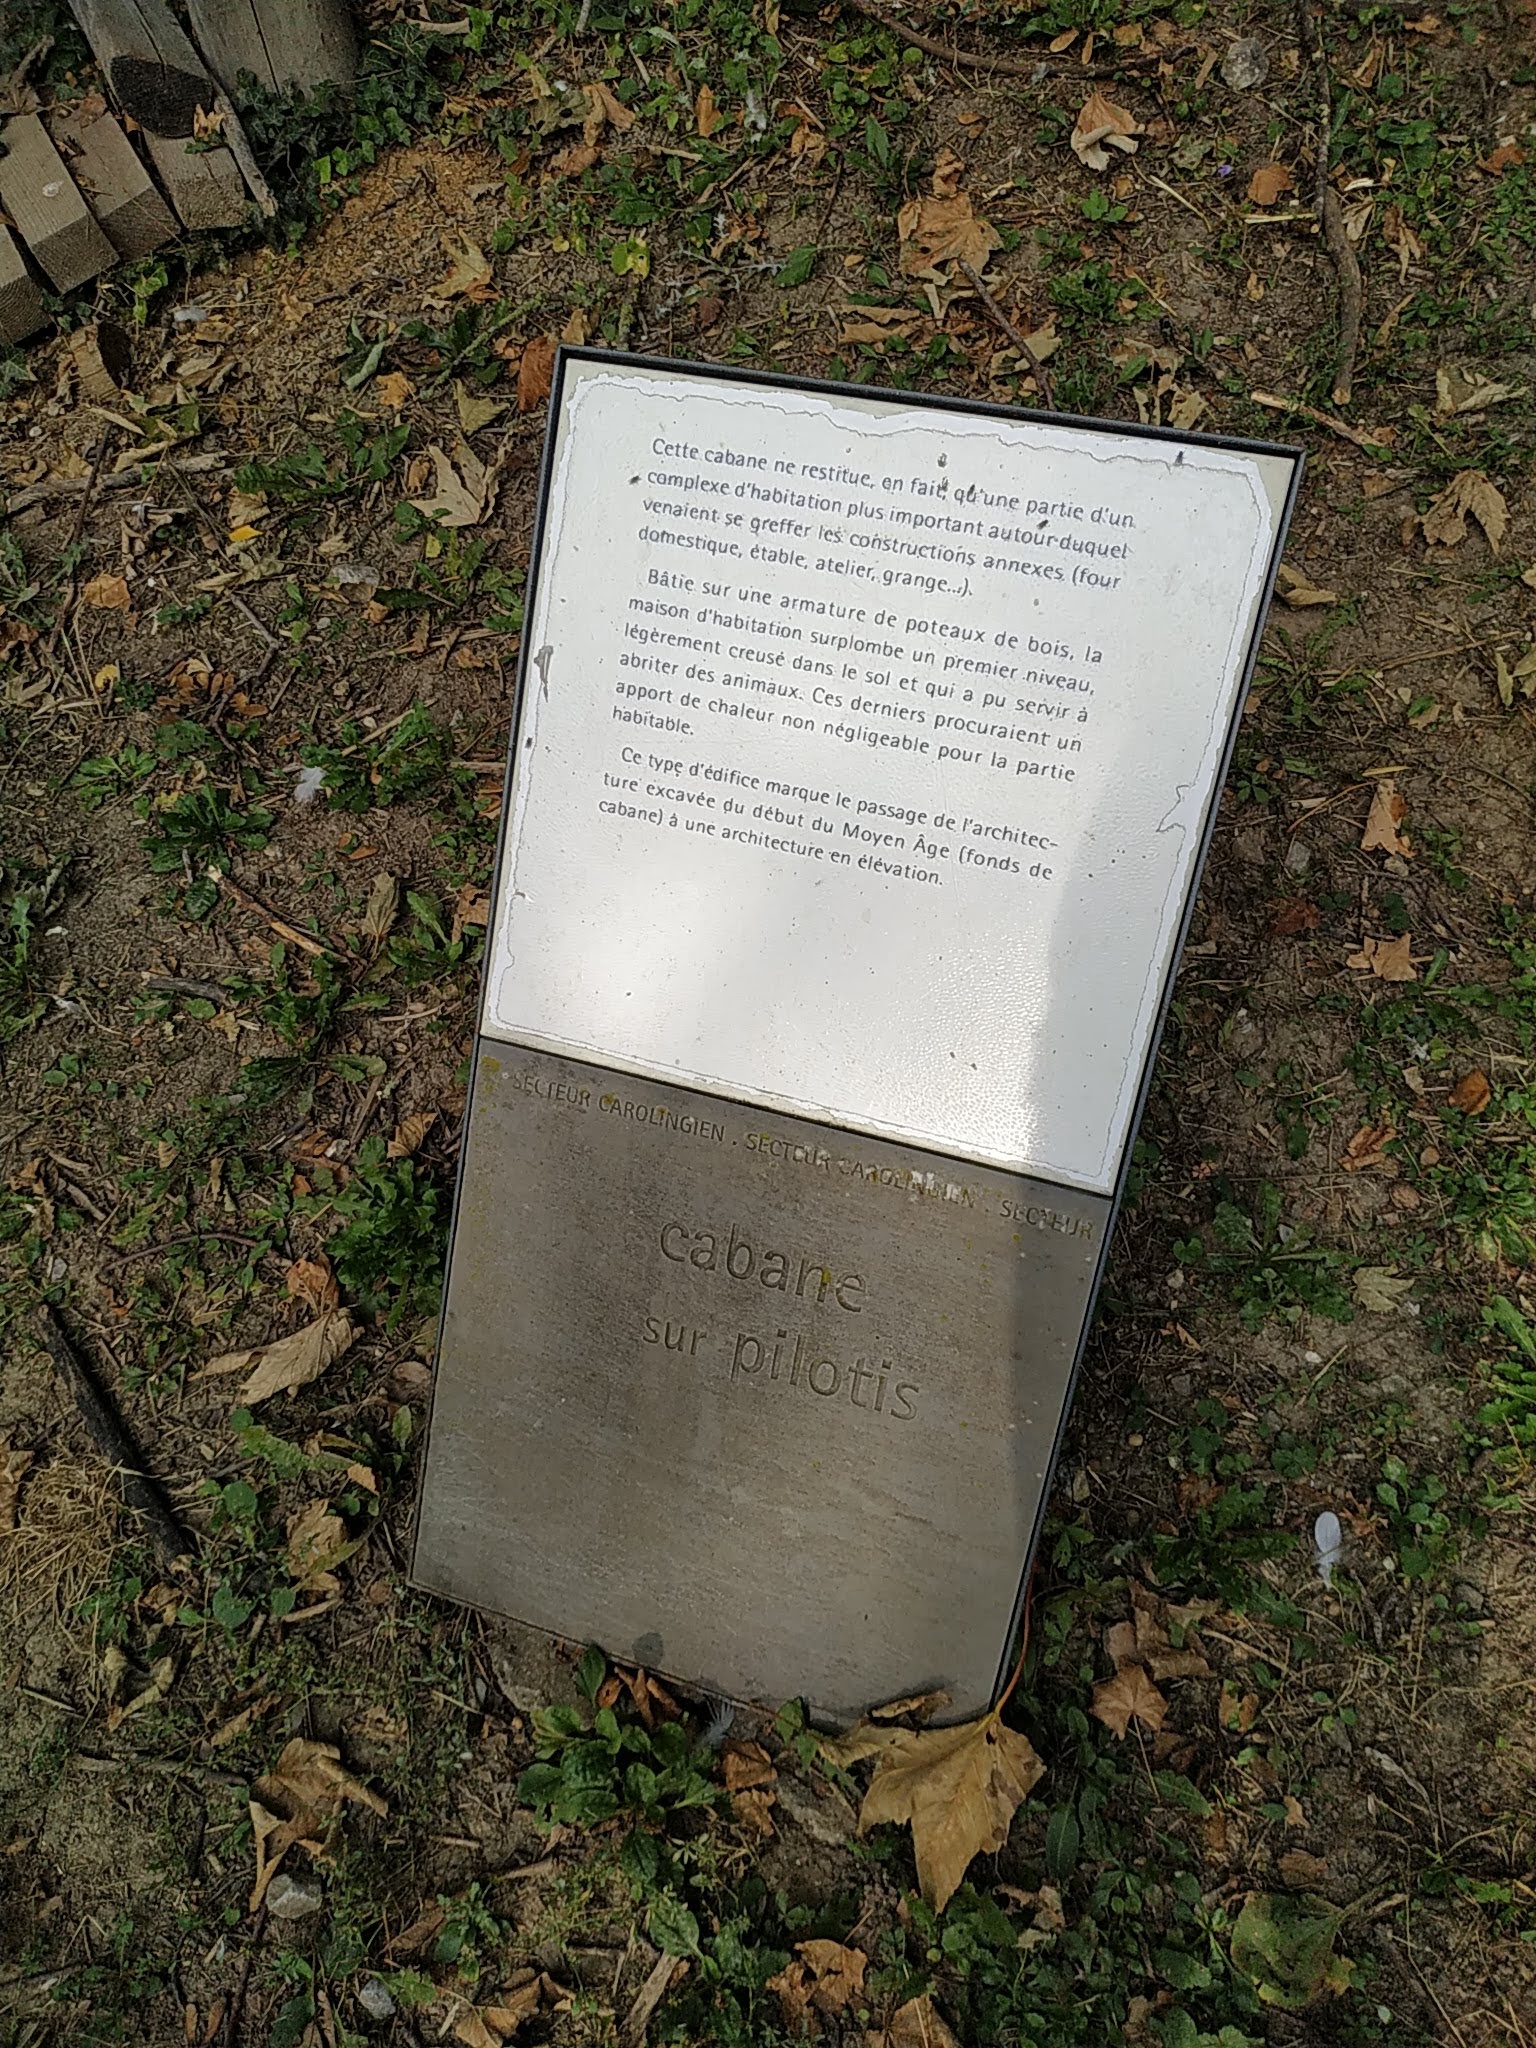 Cette cabane ne restitue, en fait, qu'une partie d'un
complexe d'habitation plus important autour duquel
venaient se greffer les constructions annexes (four
domestique, étable, atelier, grange...).
Bâtie sur une armature de poteaux de bois, la
maison d'habitation surplombe un premier niveau,
légèrement creusé dans le sol et qui a pu servir à
abriter des animaux. Ces derniers procuraient un
apport de chaleur non négligeable pour la partie
habitable.
Ce type d'édifice marque le passage de l'architec-
ture excavée du début du Moyen Âge (fonds de
cabane) à une architecture en élévation.
SECTEUR CAROLINGIEN . SECTEUR CAROLINGIEN . SECTEUR
cabane
sur pilotis